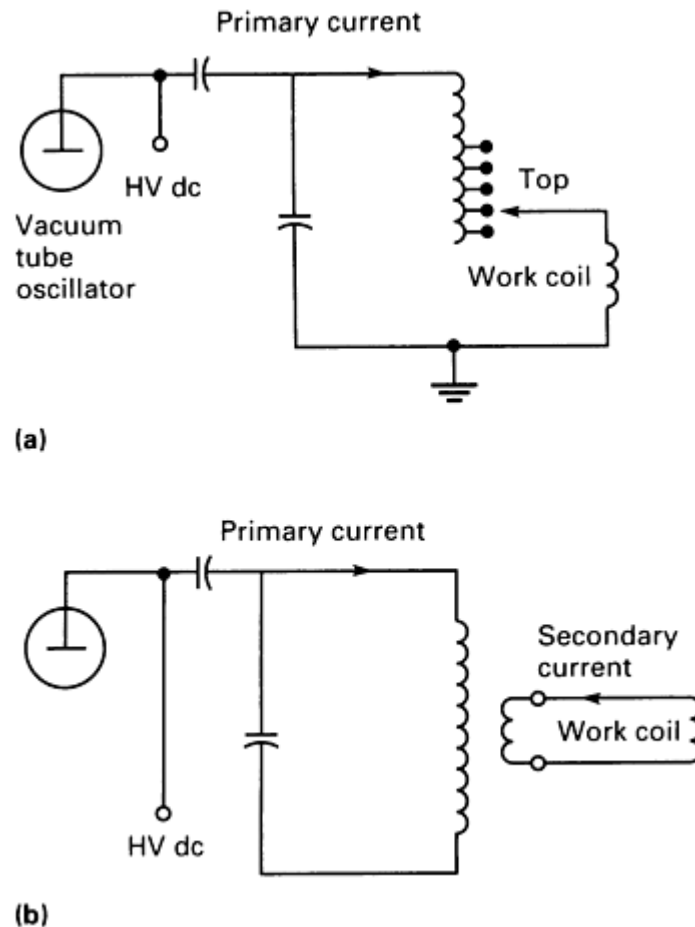 Primary current
HV dc
Vacuum
tube
oscillator
Top
Work coil
(a)
Primary current
Secondary
current
Work coil
HV dc
(b)